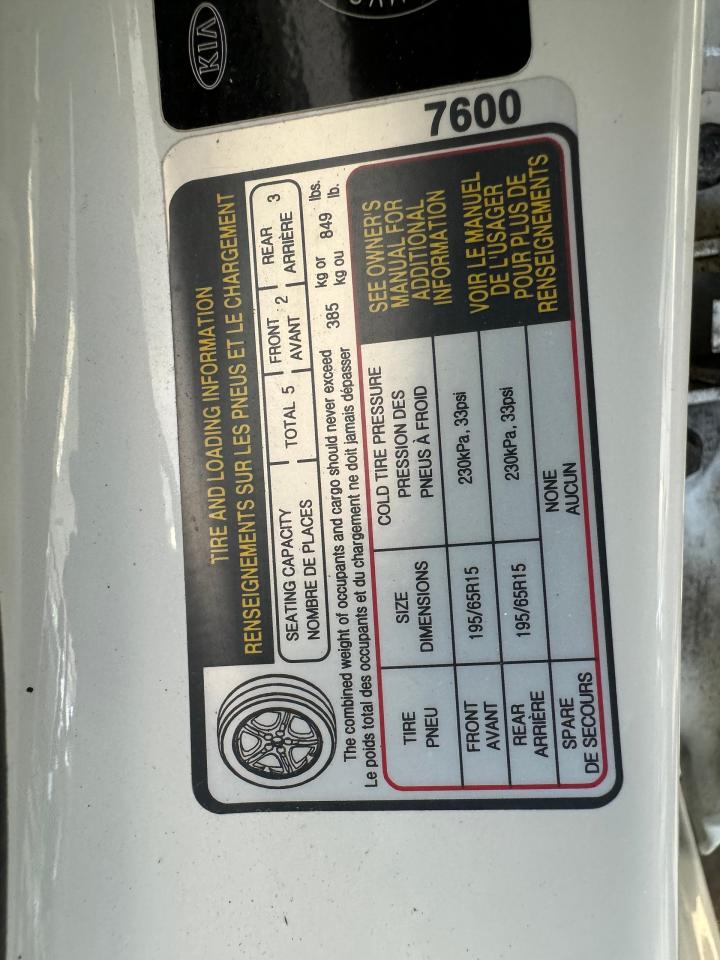 KIA
7600
TIRE AND LOADING INFORMATION
RENSEIGNEMENTS SUR LES PNEUS ET LE CHARGEMENT
SEATING CAPACITY
NOMBRE DE PLACES
TOTAL 5
FRONT
AVANT
2
REAR
ARRIÈRE
3
The combined weight of occupants and cargo should never exceed 385 kg or 849 lbs.
Le poids total des occupants et du chargement ne doit jamais dépasser kg ou lb.
TIRE
PNEU
SIZE
DIMENSIONS
COLD TIRE PRESSURE
PRESSION DES
PNEUS À FROID
SEE OWNER'S
MANUAL FOR
ADDITIONAL
INFORMATION
VOIR LE MANUEL
DE L'USAGER
POUR PLUS DE
RENSEIGNEMENTS
FRONT
AVANT
195/65R15
230kPa, 33psi
REAR
ARRIÈRE
195/65R15
230kPa, 33psi
SPARE
DE SECOURS
NONE
AUCUN